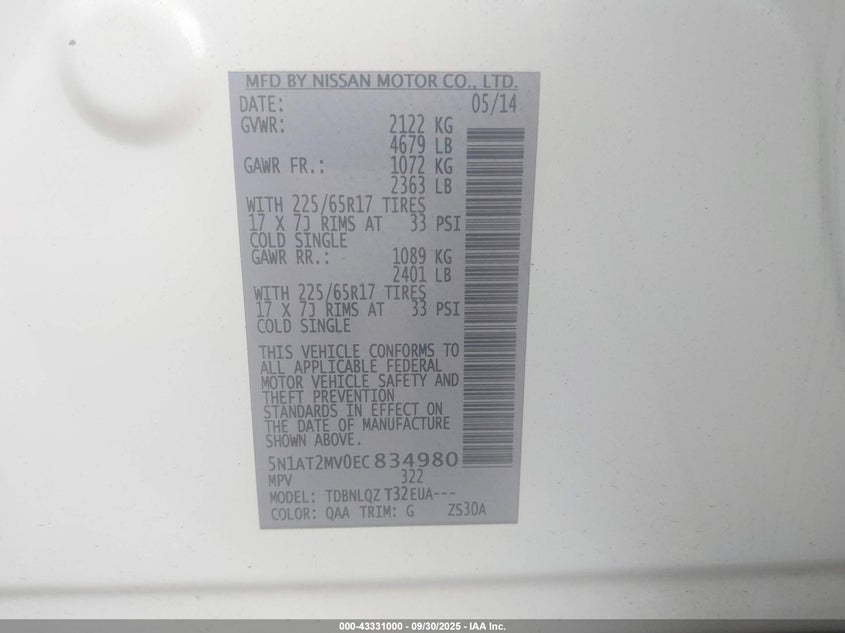 MFD BY NISSAN MOTOR CO., LTD.
DATE: 05/14
GVWR: 2122 KG
4679 LB
GAWR FR.: 1072 KG
2363 LB
WITH 225/65R17 TIRES
17 X 7J RIMS AT 33 PSI
COLD SINGLE
GAWR RR.: 1089 KG
2401 LB
WITH 225/65R17 TIRES
17 X 7J RIMS AT 33 PSI
COLD SINGLE
THIS VEHICLE CONFORMS TO
ALL APPLICABLE FEDERAL
MOTOR VEHICLE SAFETY AND
THEFT PREVENTION
STANDARDS IN EFFECT ON
THE DATE OF MANUFACTURE
SHOWN ABOVE.
5N1AT2MV0EC834980
MPV 322
MODEL: TDBNLQZ T32EUA---
COLOR: QAA TRIM: G ZS30A
000-43331000 - 09/30/2025 - IAA Inc.